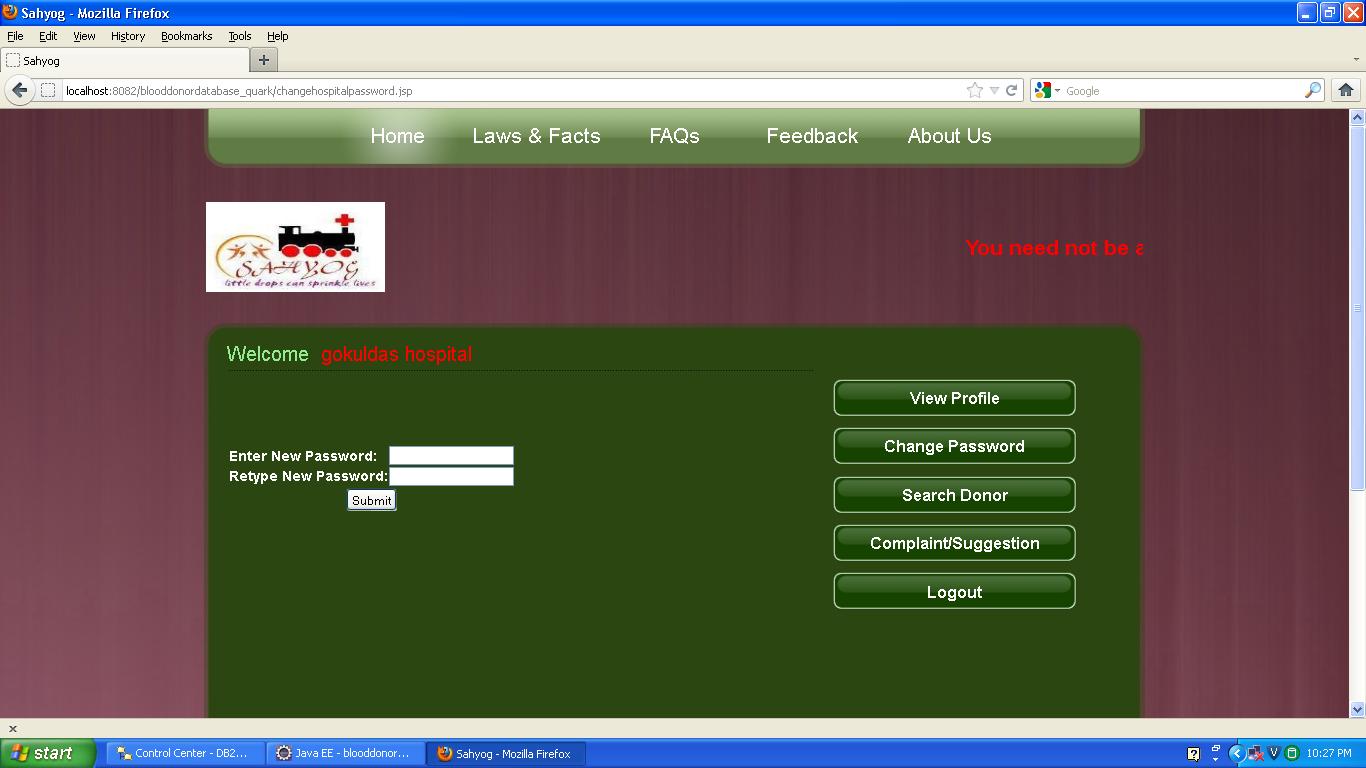 Sahyog - Mozilla Firefox
File Edit View History Bookmarks Tools Help
Sahyog
localhost:8082/blooddonordatabase_quark/changehospitalpassword.jsp
Google
Home Laws & Facts FAQs Feedback About Us
SAHYOG
little drops can sprinkle lives
You need not be a
Welcome gokuldas hospital
View Profile
Change Password
Enter New Password:
Retype New Password:
Submit
Search Donor
Complaint/Suggestion
Logout
start Control Center - DB2... Java EE - blooddonor... Sahyog - Mozilla Firefox 10:27 PM